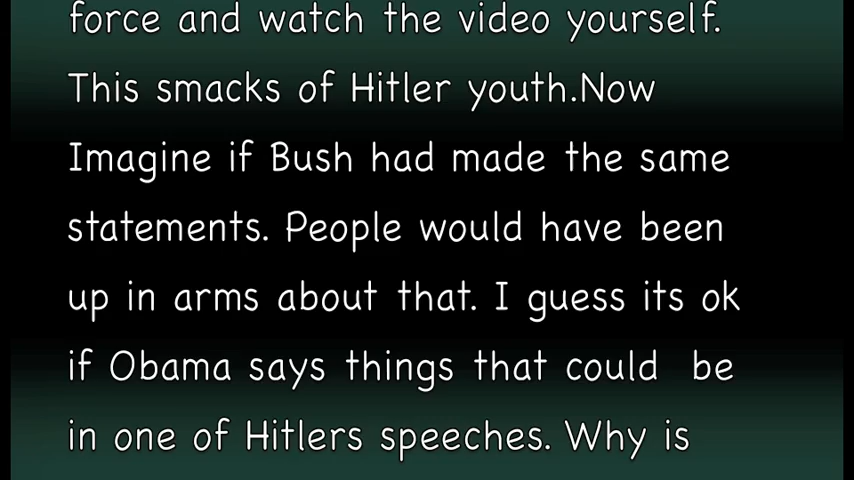 force and watch the video yourself.
This smacks of Hitler youth.Now
Imagine if Bush had made the same
statements. People would have been
up in arms about that. I guess its ok
if Obama says things that could  be
in one of Hitlers speeches. Why is